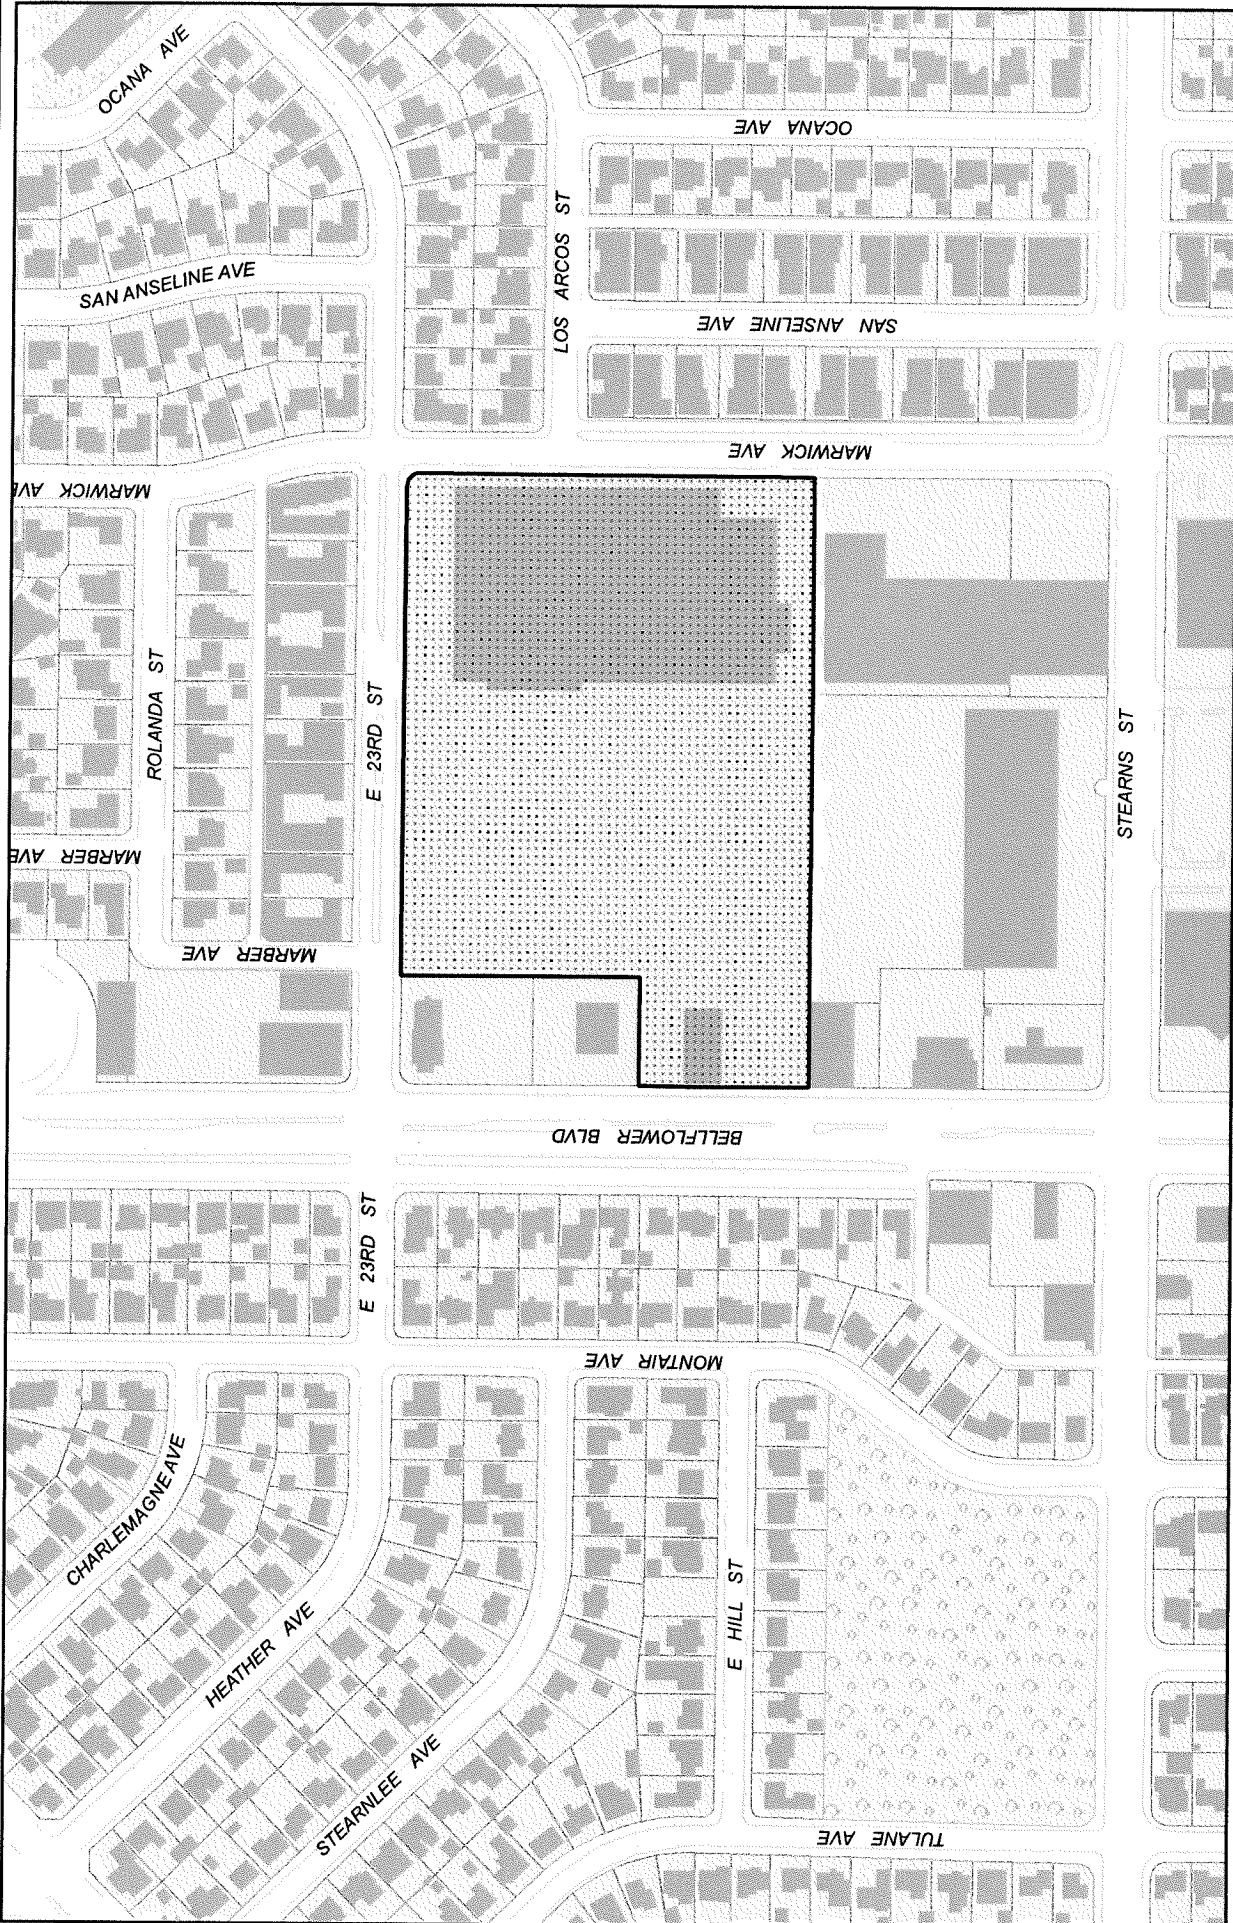 OCANA AVE
OCANA AVE
LOS ARCOS ST
SAN ANSELINE AVE
SAN ANSELINE AVE
MARWICK AVE
MARWICK AVE
ROLANDA ST
E 23RD ST
STEARNS ST
MARBER AVE
MARBER AVE
BELLFLOWER BLVD
E 23RD ST
MONTAIR AVE
CHARLEMAGNE AVE
HEATHER AVE
E HILL ST
STEARNLEE AVE
TULANE AVE